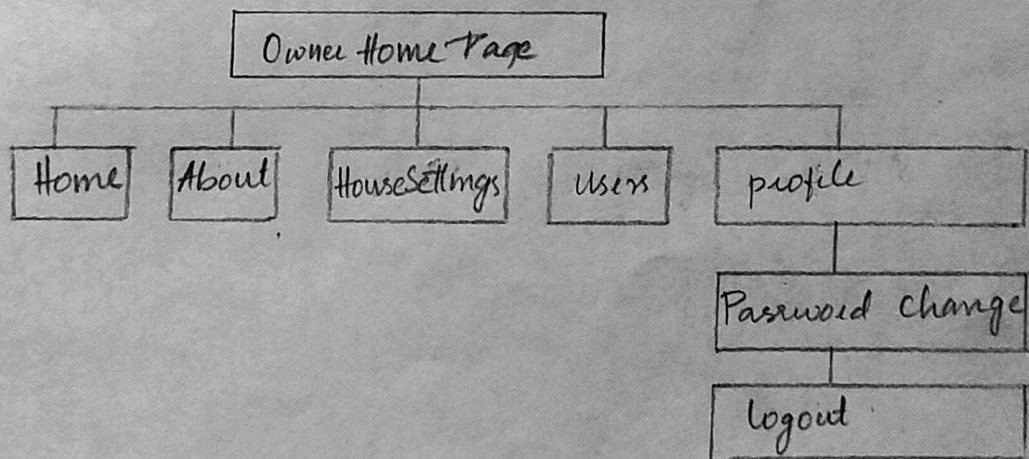 Owner Home Page
Home
About
HouseSettings
Users
profile
Password change
logout